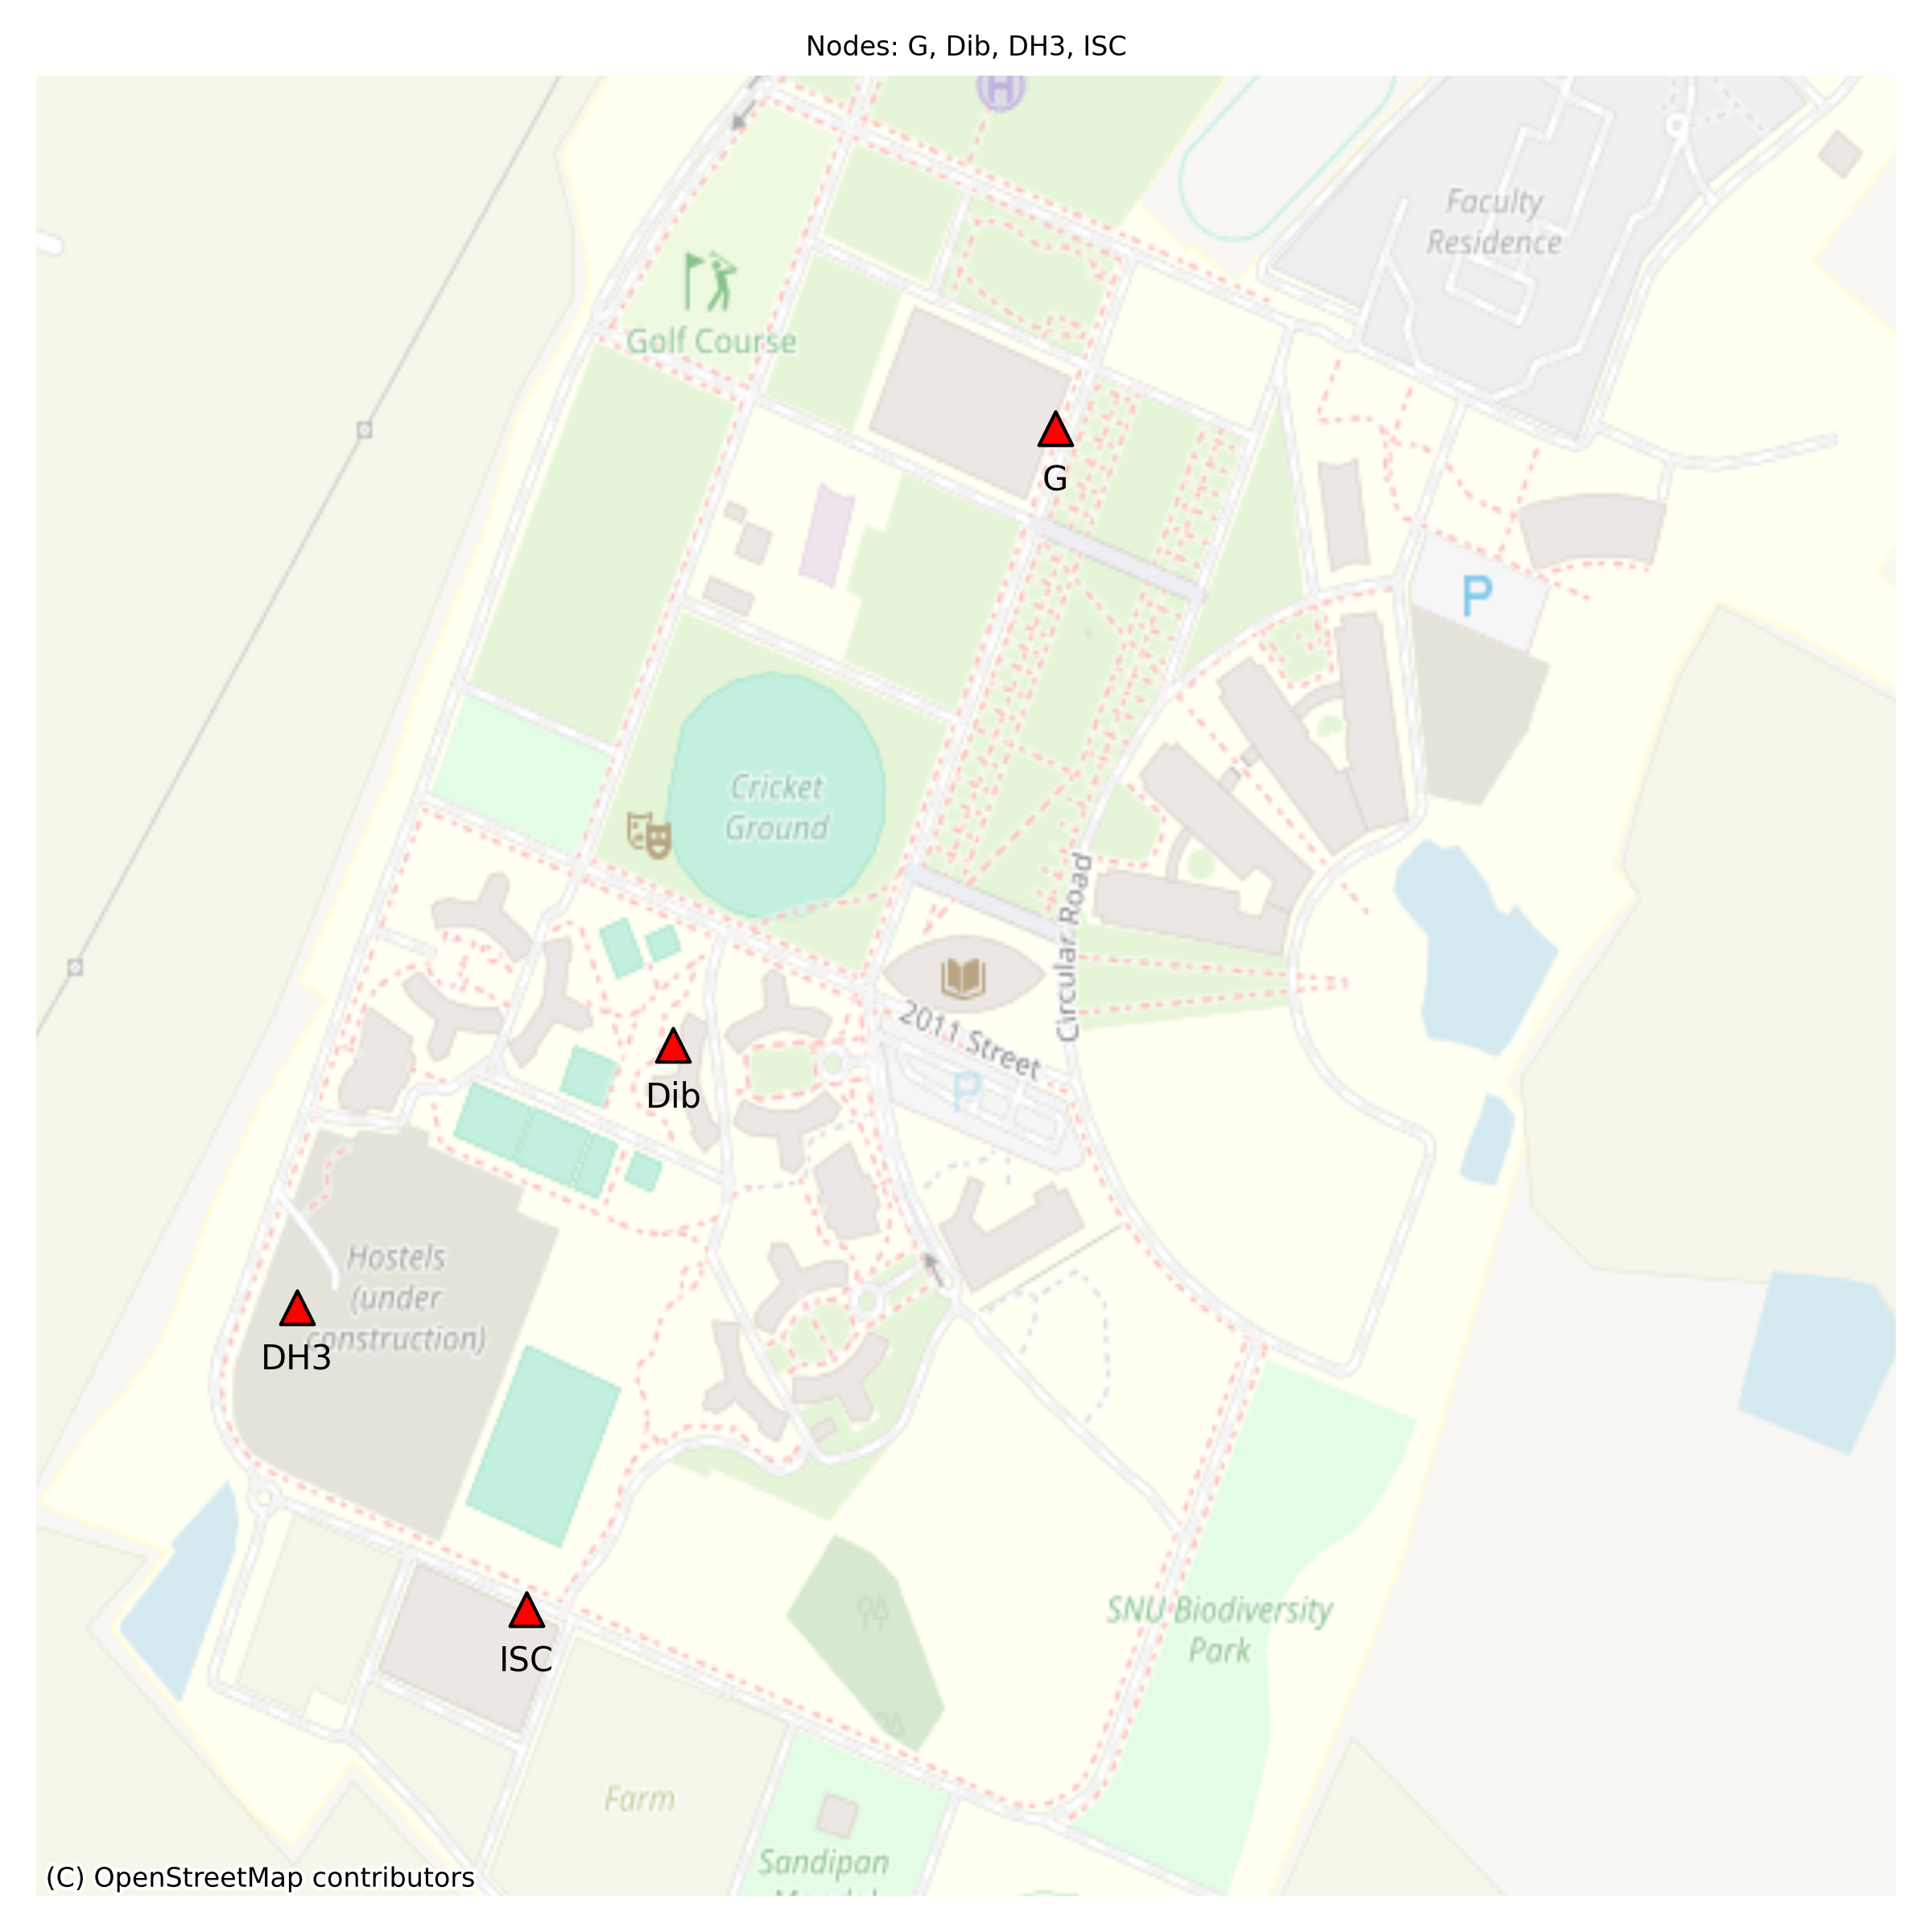 Nodes: G, Dib, DH3, ISC
H
Faculty
Residence
Golf Course
G
P
Cricket
Ground
Circular Road
2011 Street
P
Dib
Hostels
(under
construction)
DH3
ISC
SNU Biodiversity
Park
Farm
Sandipan
(C) OpenStreetMap contributors